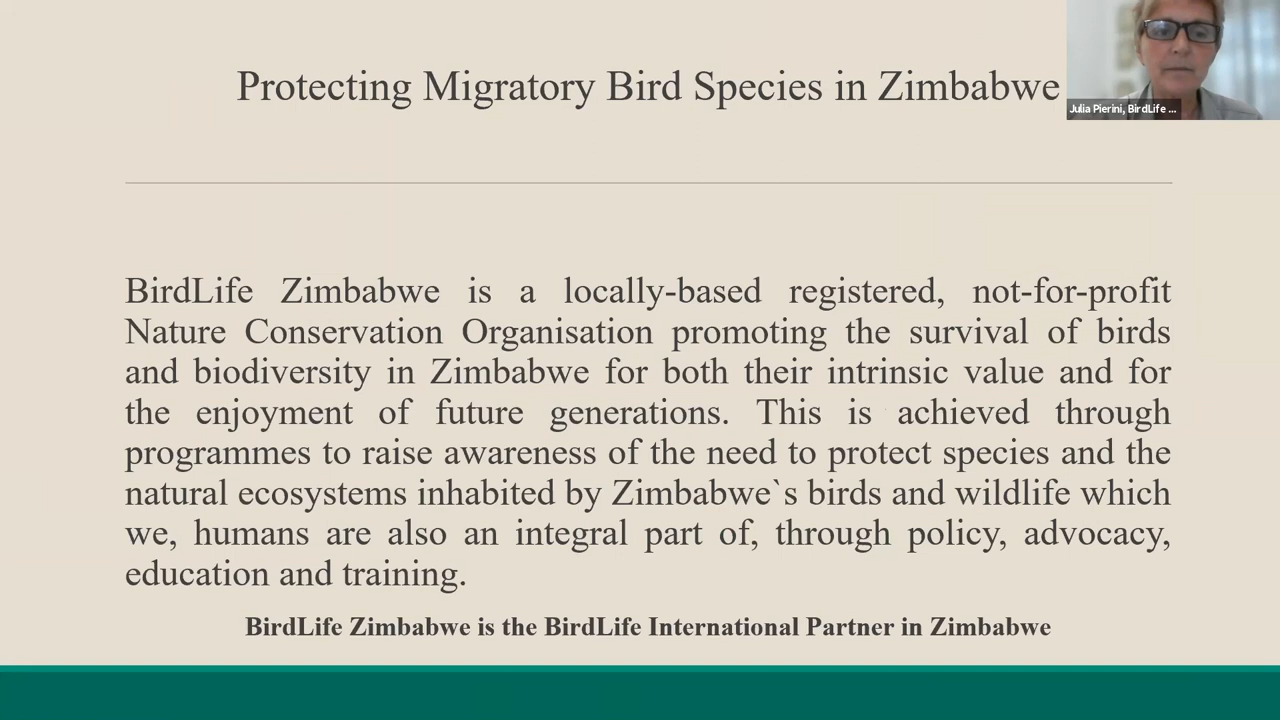 Protecting Migratory Bird Species in Zimbabwe
Julia Pierini, BirdLife ...
BirdLife Zimbabwe is a locally-based registered, not-for-profit
Nature Conservation Organisation promoting the survival of birds
and biodiversity in Zimbabwe for both their intrinsic value and for
the enjoyment of future generations. This is achieved through
programmes to raise awareness of the need to protect species and the
natural ecosystems inhabited by Zimbabwe`s birds and wildlife which
we, humans are also an integral part of, through policy, advocacy,
education and training.
BirdLife Zimbabwe is the BirdLife International Partner in Zimbabwe